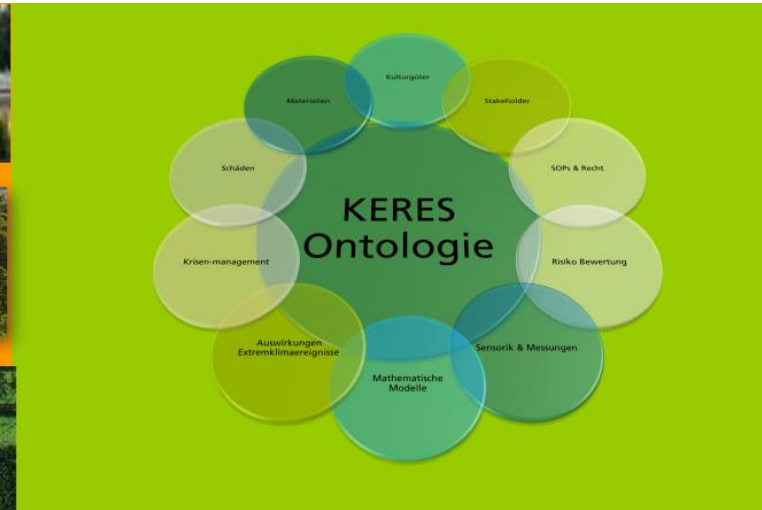 Kulturgüter
Stakeholder
SOPs & Recht
Risiko Bewertung
Sensorik & Messungen
Mathematische
Modelle
Auswirkungen
Extremklimaereignisse
Krisen-management
Schäden
Materialien
KERES
Ontologie